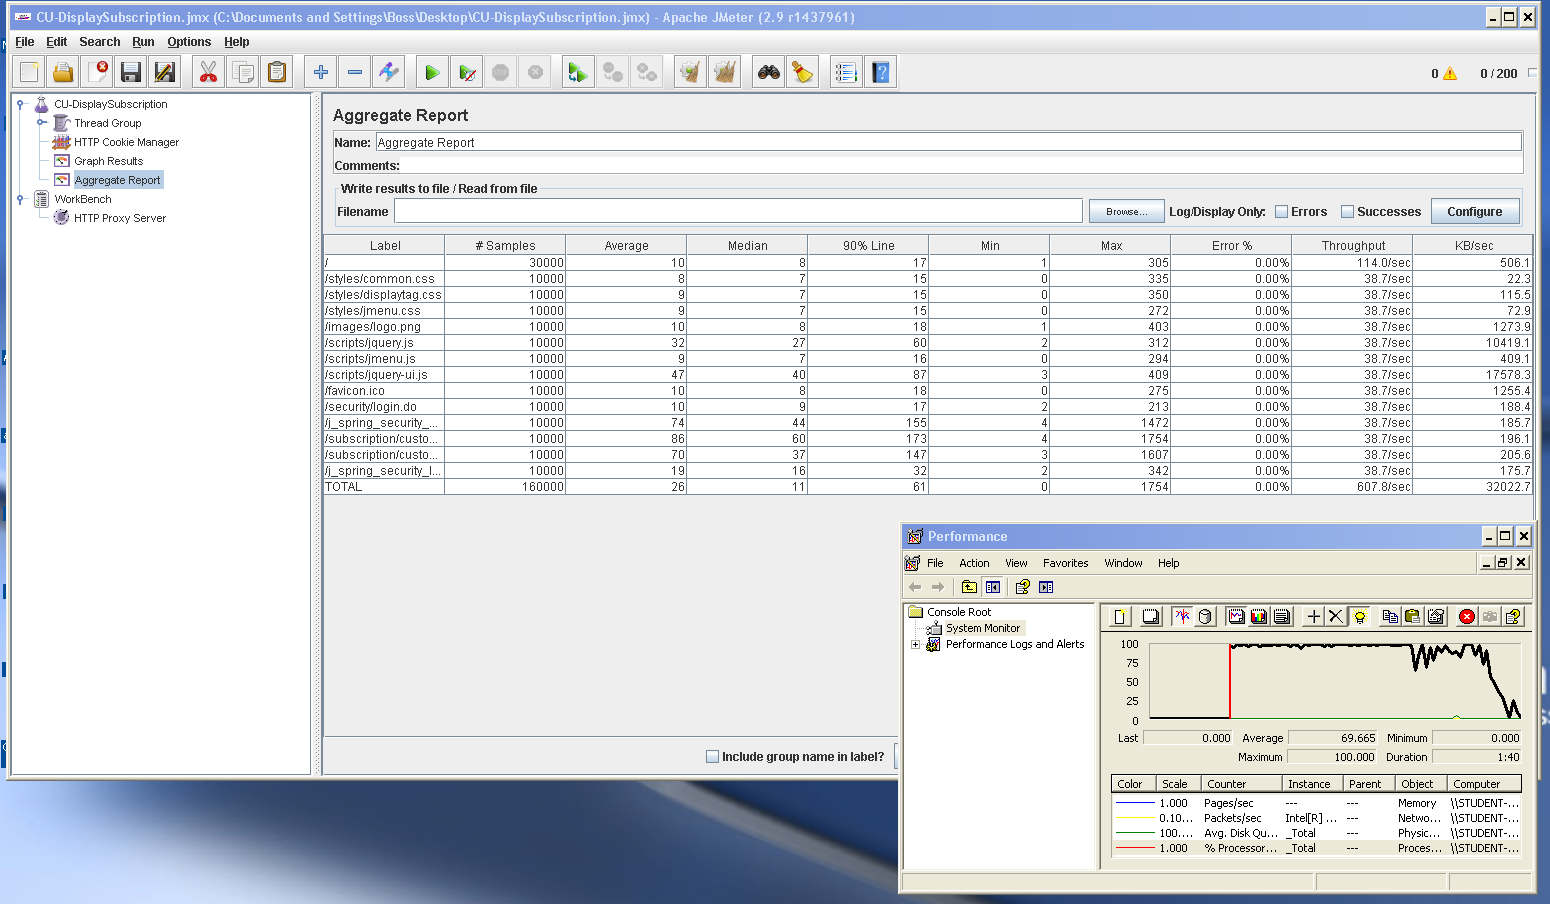 CU-DisplaySubscription.jmx (C:\Documents and Settings\Boss\Desktop\CU-DisplaySubscription.jmx) - Apache JMeter (2.9 r1437961)
File Edit Search Run Options Help
0 0 / 200
CU-DisplaySubscription
Thread Group
HTTP Cookie Manager
Graph Results
Aggregate Report
WorkBench
HTTP Proxy Server
Aggregate Report
Name: Aggregate Report
Comments:
Write results to file / Read from file
Filename Browse... Log/Display Only: Errors Successes Configure
Label # Samples Average Median 90% Line Min Max Error % Throughput KB/sec
/ 30000 10 8 17 1 305 0.00% 114.0/sec 506.1
/styles/common.css 10000 8 7 15 0 335 0.00% 38.7/sec 22.3
/styles/displaytag.css 10000 9 7 15 0 350 0.00% 38.7/sec 115.5
/styles/jmenu.css 10000 9 7 15 0 272 0.00% 38.7/sec 72.9
/images/logo.png 10000 10 8 18 1 403 0.00% 38.7/sec 1273.9
/scripts/jquery.js 10000 32 27 60 2 312 0.00% 38.7/sec 10419.1
/scripts/jmenu.js 10000 9 7 16 0 294 0.00% 38.7/sec 409.1
/scripts/jquery-ui.js 10000 47 40 87 3 409 0.00% 38.7/sec 17578.3
/favicon.ico 10000 10 8 18 0 275 0.00% 38.7/sec 1255.4
/security/login.do 10000 10 9 17 2 213 0.00% 38.7/sec 188.4
/j_spring_security_... 10000 74 44 155 4 1472 0.00% 38.7/sec 185.7
/subscription/custo... 10000 86 60 173 4 1754 0.00% 38.7/sec 196.1
/subscription/custo... 10000 70 37 147 3 1607 0.00% 38.7/sec 205.6
/j_spring_security_l... 10000 19 16 32 2 342 0.00% 38.7/sec 175.7
TOTAL 160000 26 11 61 0 1754 0.00% 607.8/sec 32022.7
Include group name in label?
Performance
File Action View Favorites Window Help
Console Root
System Monitor
Performance Logs and Alerts
100
75
50
25
0
Last 0.000 Average 69.665 Minimum 0.000
Maximum 100.000 Duration 1:40
Color Scale Counter Instance Parent Object Computer
1.000 Pages/sec --- --- Memory \\STUDENT-...
0.10... Packets/sec Intel[R] ... --- Netwo... \\STUDENT-...
100.... Avg. Disk Qu... _Total --- Physic... \\STUDENT-...
1.000 % Processor... _Total --- Proces... \\STUDENT-...